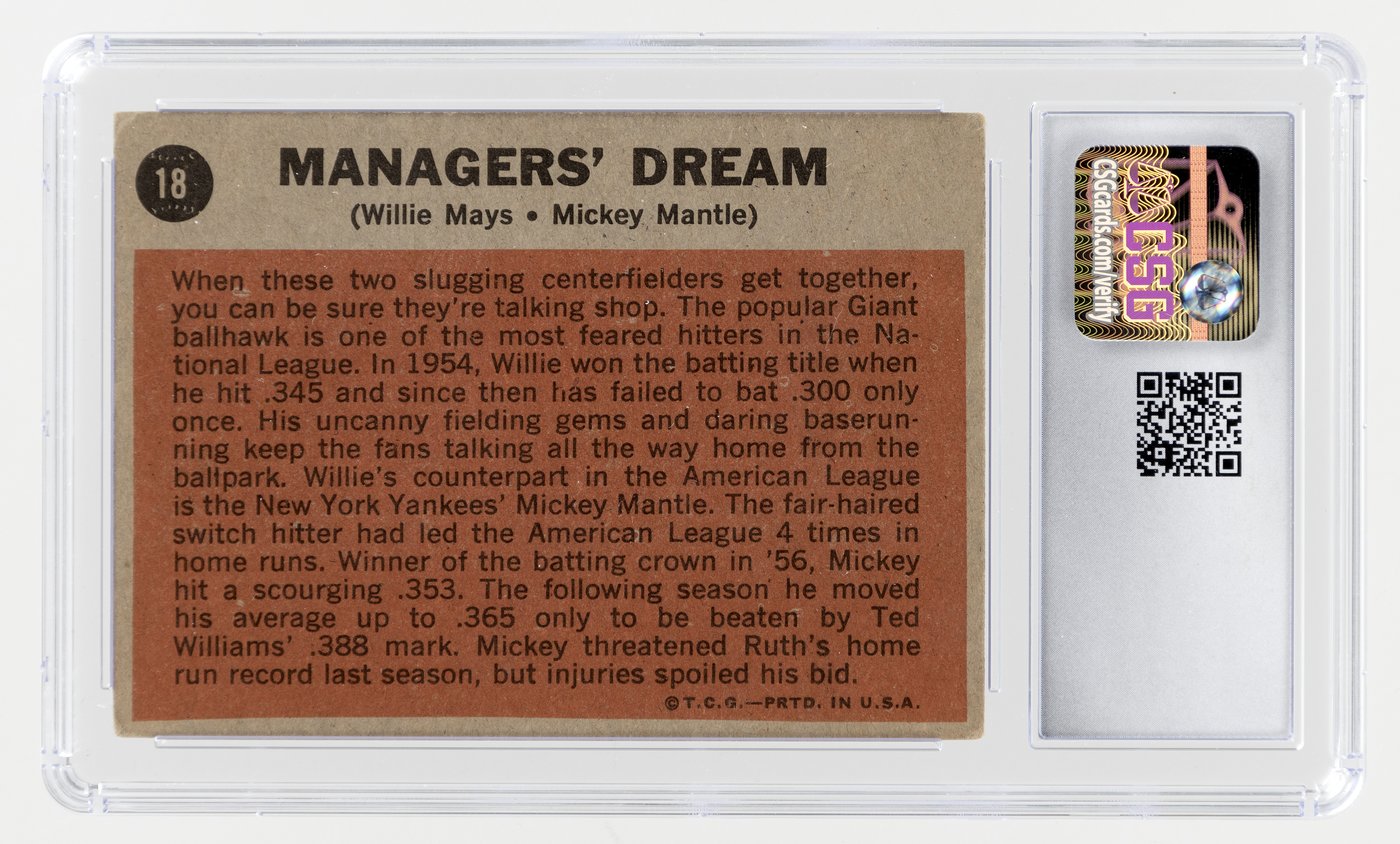 18
MANAGERS' DREAM
(Willie Mays • Mickey Mantle)
When these two slugging centerfielders get together,
you can be sure they're talking shop. The popular Giant
ballhawk is one of the most feared hitters in the Na-
tional League. In 1954, Willie won the batting title when
he hit .345 and since then has failed to bat .300 only
once. His uncanny fielding gems and daring baserun-
ning keep the fans talking all the way home from the
ballpark. Willie's counterpart in the American League
is the New York Yankees' Mickey Mantle. The fair-haired
switch hitter had led the American League 4 times in
home runs. Winner of the batting crown in '56, Mickey
hit a scourging .353. The following season he moved
his average up to .365 only to be beaten by Ted
Williams' .388 mark. Mickey threatened Ruth's home
run record last season, but injuries spoiled his bid.
©T.C.G.—PRTD. IN U.S.A.
CSG
CSGcards.com/verify